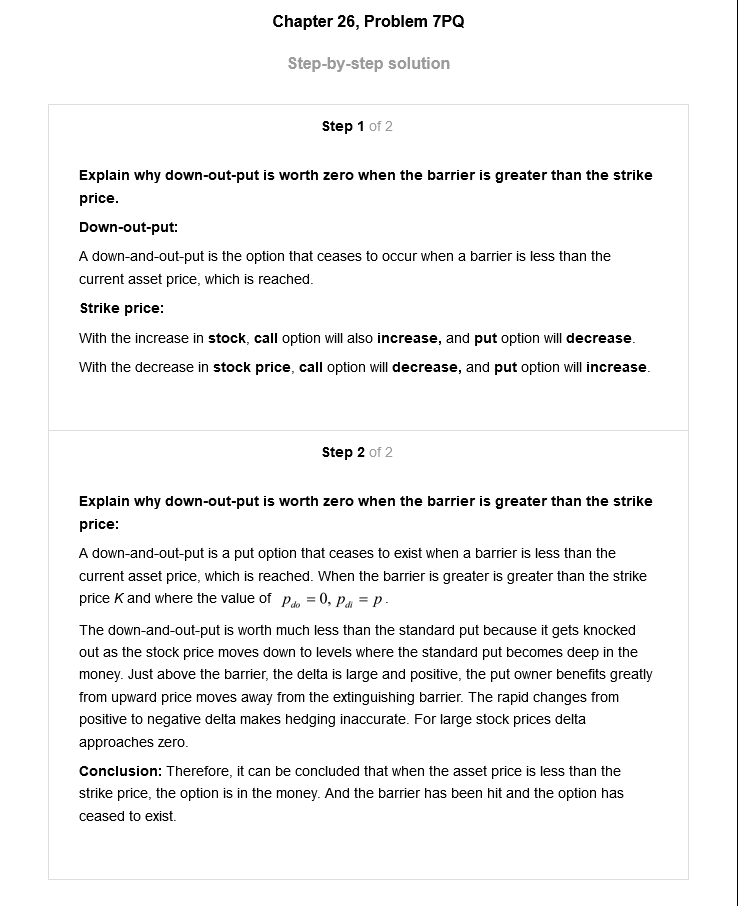 Chapter 26, Problem 7PQ
Step-by-step solution
Step 1 of 2
Explain why down-out-put is worth zero when the barrier is greater than the strike
price.
Down-out-put:
A down-and-out-put is the option that ceases to occur when a barrier is less than the
current asset price, which is reached.
Strike price:
With the increase in stock, call option will also increase, and put option will decrease.
With the decrease in stock price, call option will decrease, and put option will increase.
Step 2 of 2
Explain why down-out-put is worth zero when the barrier is greater than the strike
price:
A down-and-out-put is a put option that ceases to exist when a barrier is less than the
current asset price, which is reached. When the barrier is greater is greater than the strike
price K and where the value of p_do = 0, p_di = p.
The down-and-out-put is worth much less than the standard put because it gets knocked
out as the stock price moves down to levels where the standard put becomes deep in the
money. Just above the barrier, the delta is large and positive, the put owner benefits greatly
from upward price moves away from the extinguishing barrier. The rapid changes from
positive to negative delta makes hedging inaccurate. For large stock prices delta
approaches zero.
Conclusion: Therefore, it can be concluded that when the asset price is less than the
strike price, the option is in the money. And the barrier has been hit and the option has
ceased to exist.